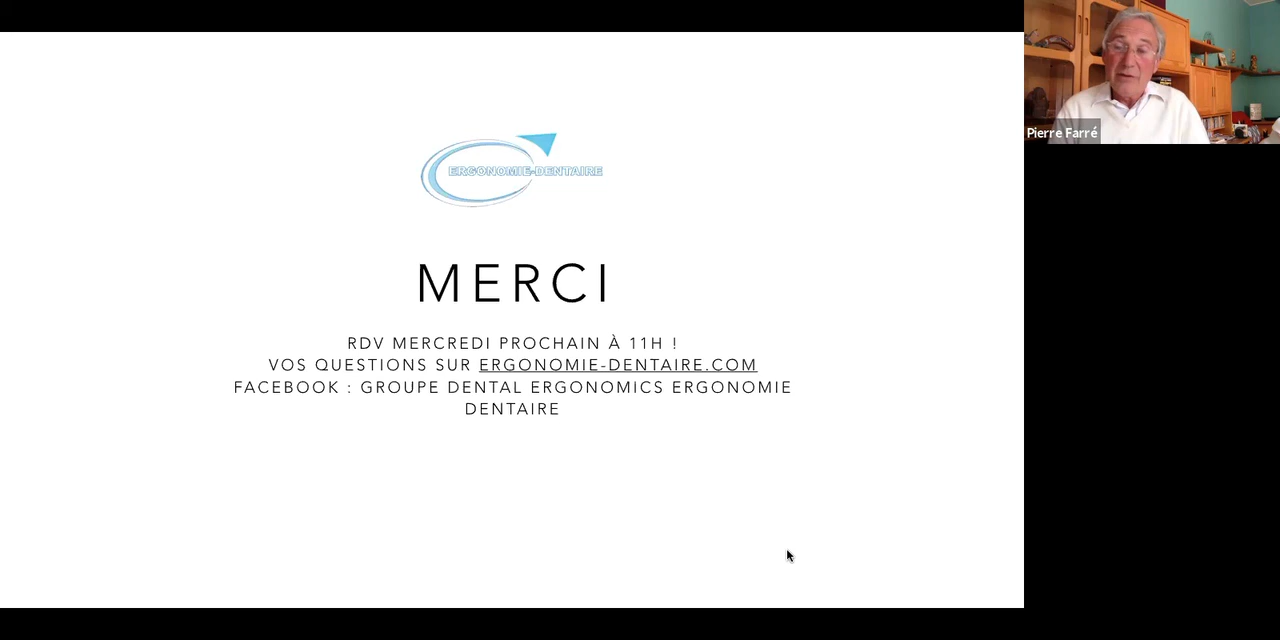 ERGONOMIE-DENTAIRE
MERCI
RDV MERCREDI PROCHAIN À 11H !
VOS QUESTIONS SUR ERGONOMIE-DENTAIRE.COM
FACEBOOK : GROUPE DENTAL ERGONOMICS ERGONOMIE
DENTAIRE
Pierre Farré